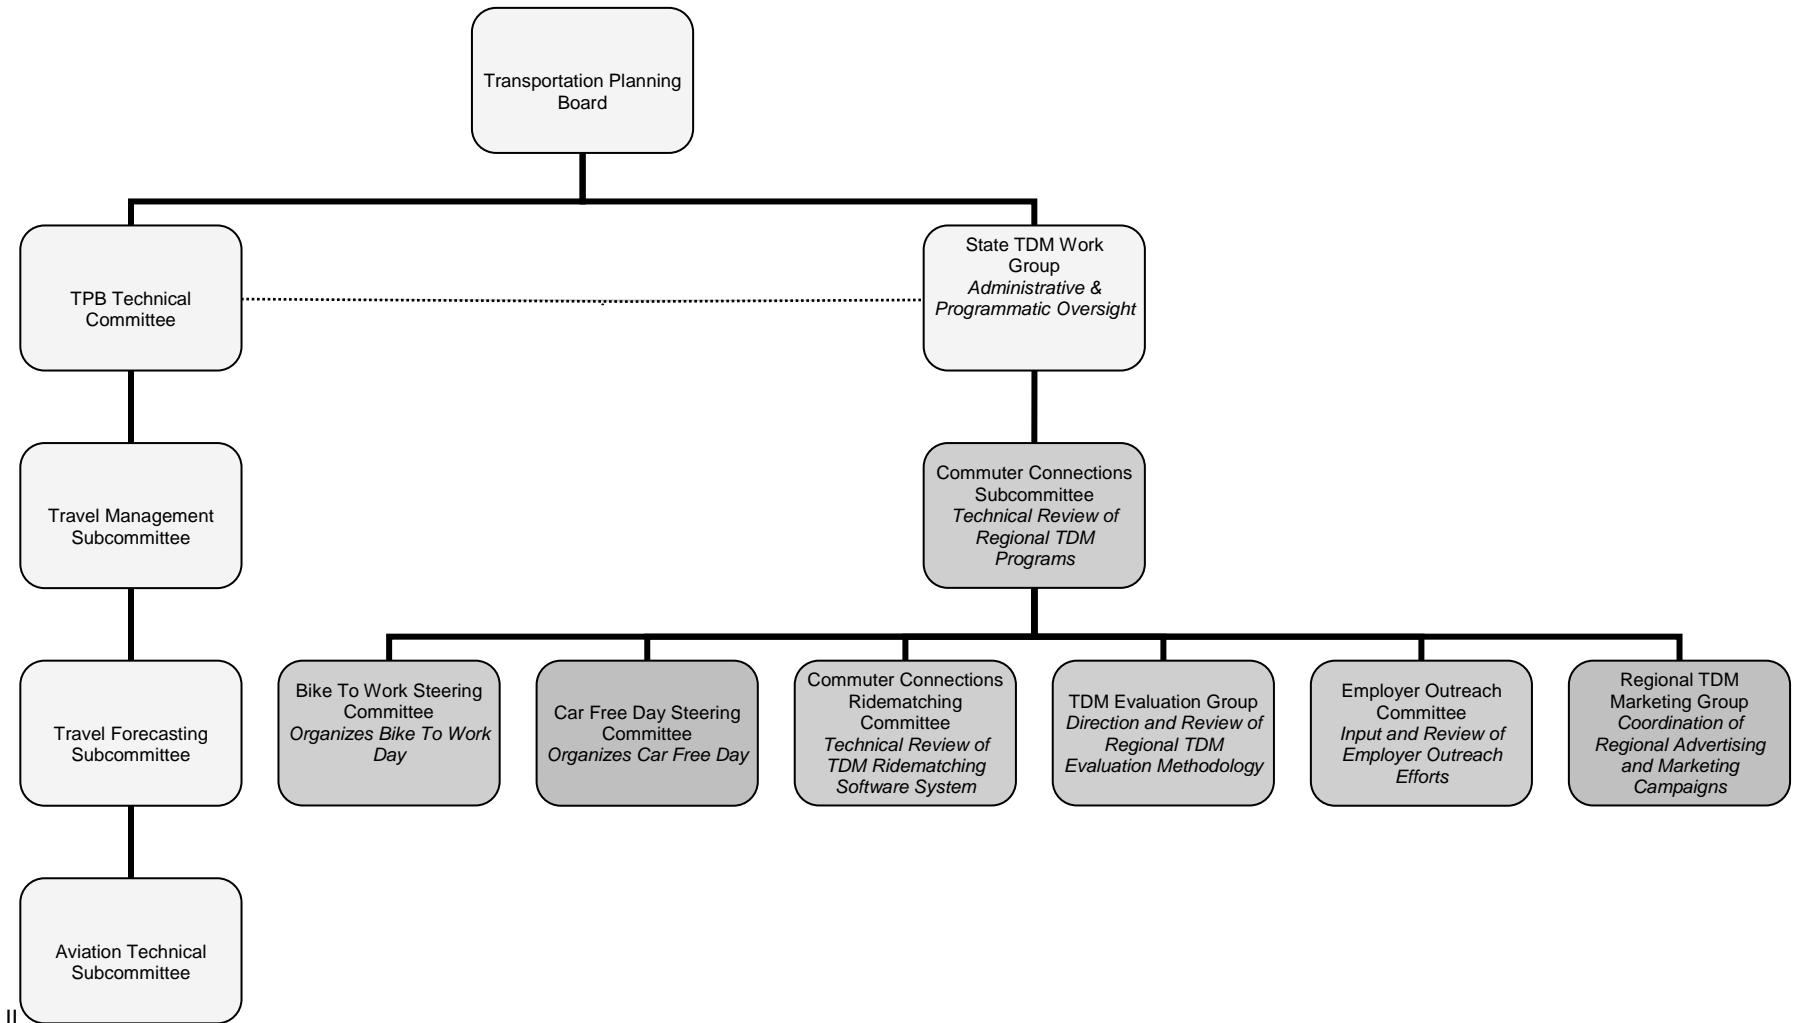 Transportation Planning
Board
TPB Technical
Committee
State TDM Work
Group
Administrative &
Programmatic Oversight
Travel Management
Subcommittee
Commuter Connections
Subcommittee
Technical Review of
Regional TDM
Programs
Travel Forecasting
Subcommittee
Bike To Work Steering
Committee
Organizes Bike To Work
Day
Car Free Day Steering
Committee
Organizes Car Free Day
Commuter Connections
Ridematching
Committee
Technical Review of
TDM Ridematching
Software System
TDM Evaluation Group
Direction and Review of
Regional TDM
Evaluation Methodology
Employer Outreach
Committee
Input and Review of
Employer Outreach
Efforts
Regional TDM
Marketing Group
Coordination of
Regional Advertising
and Marketing
Campaigns
Aviation Technical
Subcommittee
II